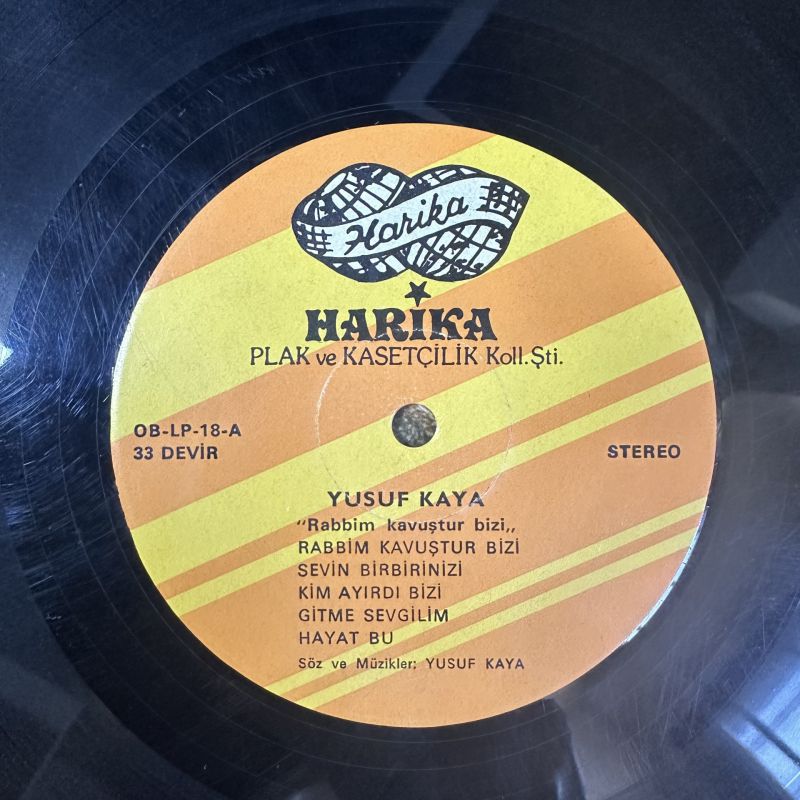 Harika
HARİKA
PLAK ve KASETÇİLİK Koll.Şti.
OB-LP-18-A
33 DEVİR
STEREO
YUSUF KAYA
"Rabbim kavuştur bizi,,
RABBİM KAVUŞTUR BİZİ
SEVİN BİRBİRİNİZİ
KİM AYIRDI BİZİ
GİTME SEVGİLİM
HAYAT BU
Söz ve Müzikler: YUSUF KAYA